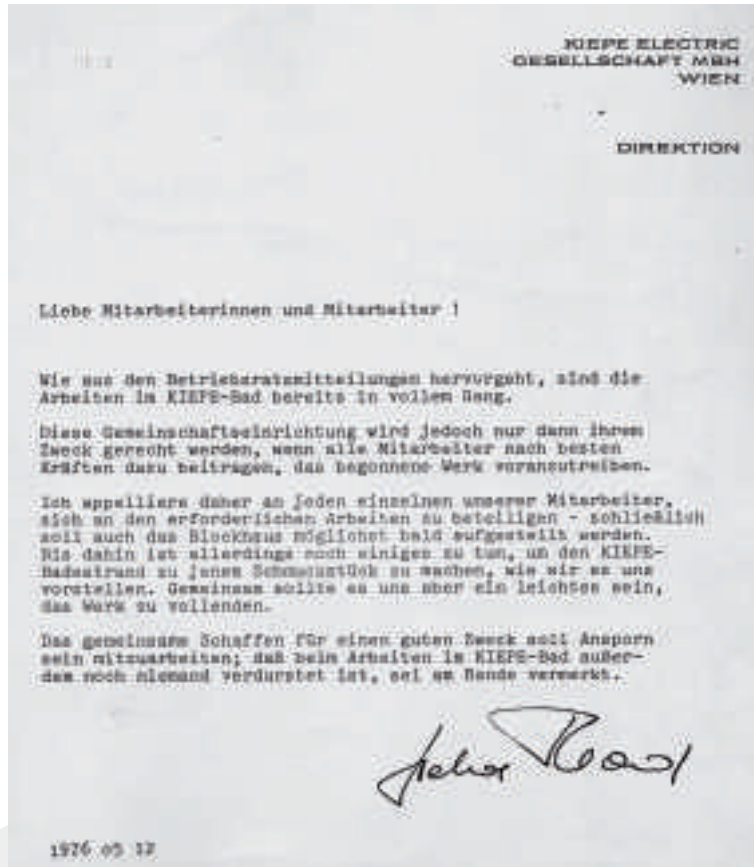 KIEPE ELECTRIC
GESELLSCHAFT MBH
WIEN
DIREKTION
Liebe Mitarbeiterinnen und Mitarbeiter !
Wie aus den Betriebsratsmitteilungen hervorgeht, sind die
Arbeiten im KIEPE-Bad bereits in vollem Gang.
Diese Gemeinschaftseinrichtung wird jedoch nur dann ihrem
Zweck gerecht werden, wenn alle Mitarbeiter nach besten
Kräften dazu beitragen, das begonnene Werk voranzutreiben.
Ich appelliere daher an jeden einzelnen unserer Mitarbeiter,
sich an den erforderlichen Arbeiten zu beteiligen - schließlich
soll auch das Blockhaus möglichst bald aufgestellt werden.
Bis dahin ist allerdings noch einiges zu tun, um den KIEPE-
Badestrand zu jenem Schmuckstück zu machen, wie wir es uns
vorstellen. Gemeinsam sollte es uns aber ein leichtes sein,
das Werk zu vollenden.
Das gemeinsame Schaffen für einen guten Zweck soll Ansporn
sein mitzuarbeiten; daß beim Arbeiten im KIEPE-Bad außer-
dem noch niemand verdurstet ist, sei am Rande vermerkt.
1976 05 12